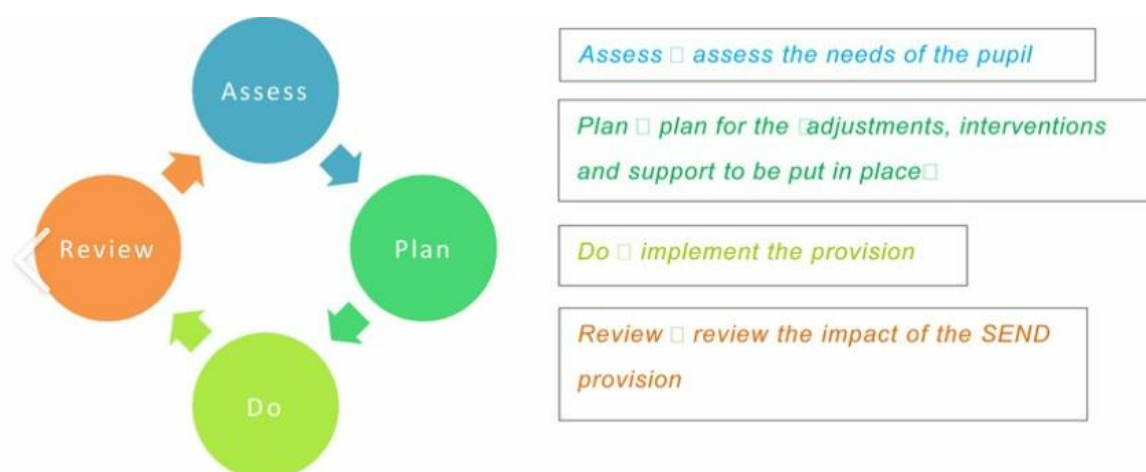 Assess
Plan
Do
Review
Assess □ assess the needs of the pupil
Plan □ plan for the □adjustments, interventions
and support to be put in place□
Do □ implement the provision
Review □ review the impact of the SEND
provision